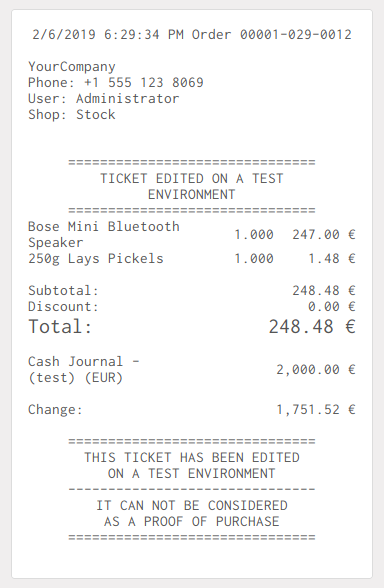 2/6/2019 6:29:34 PM Order 00001-029-0012
YourCompany
Phone: +1 555 123 8069
User: Administrator
Shop: Stock
===============================
TICKET EDITED ON A TEST
ENVIRONMENT
===============================
Bose Mini Bluetooth
Speaker 1.000 247.00 €
250g Lays Pickels 1.000 1.48 €
Subtotal: 248.48 €
Discount: 0.00 €
Total: 248.48 €
Cash Journal -
(test) (EUR) 2,000.00 €
Change: 1,751.52 €
===============================
THIS TICKET HAS BEEN EDITED
ON A TEST ENVIRONMENT
-------------------------------
IT CAN NOT BE CONSIDERED
AS A PROOF OF PURCHASE
===============================